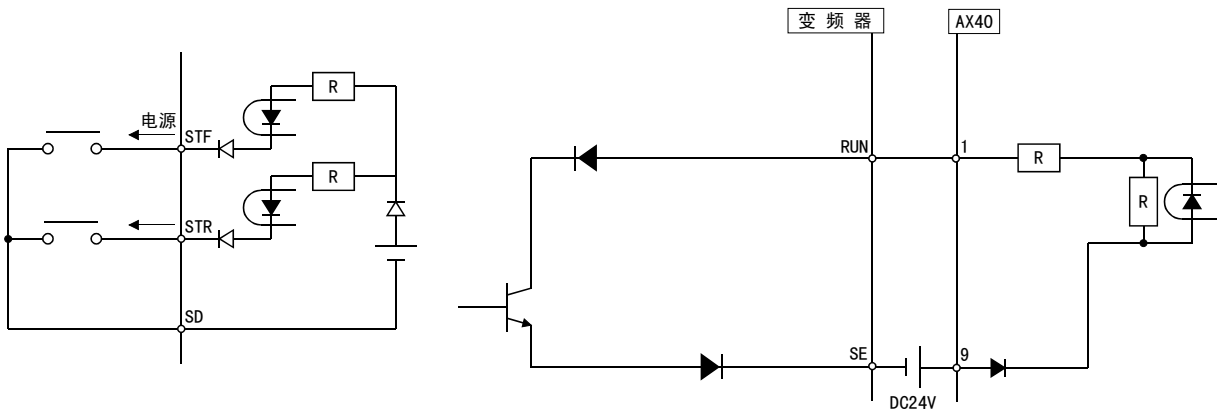 变频器
AX40
R
电源
STF
R
STR
SD
RUN
1
R
R
SE
9
DC24V